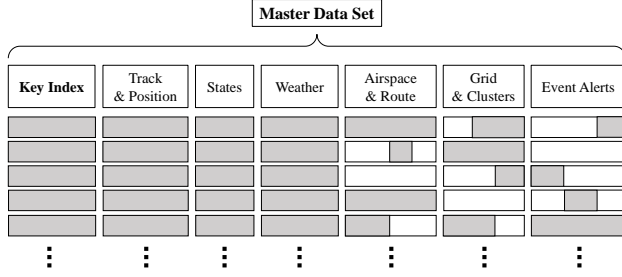 Master Data Set
Key Index
Track
& Position
States
Weather
Airspace
& Route
Grid
& Clusters
Event Alerts